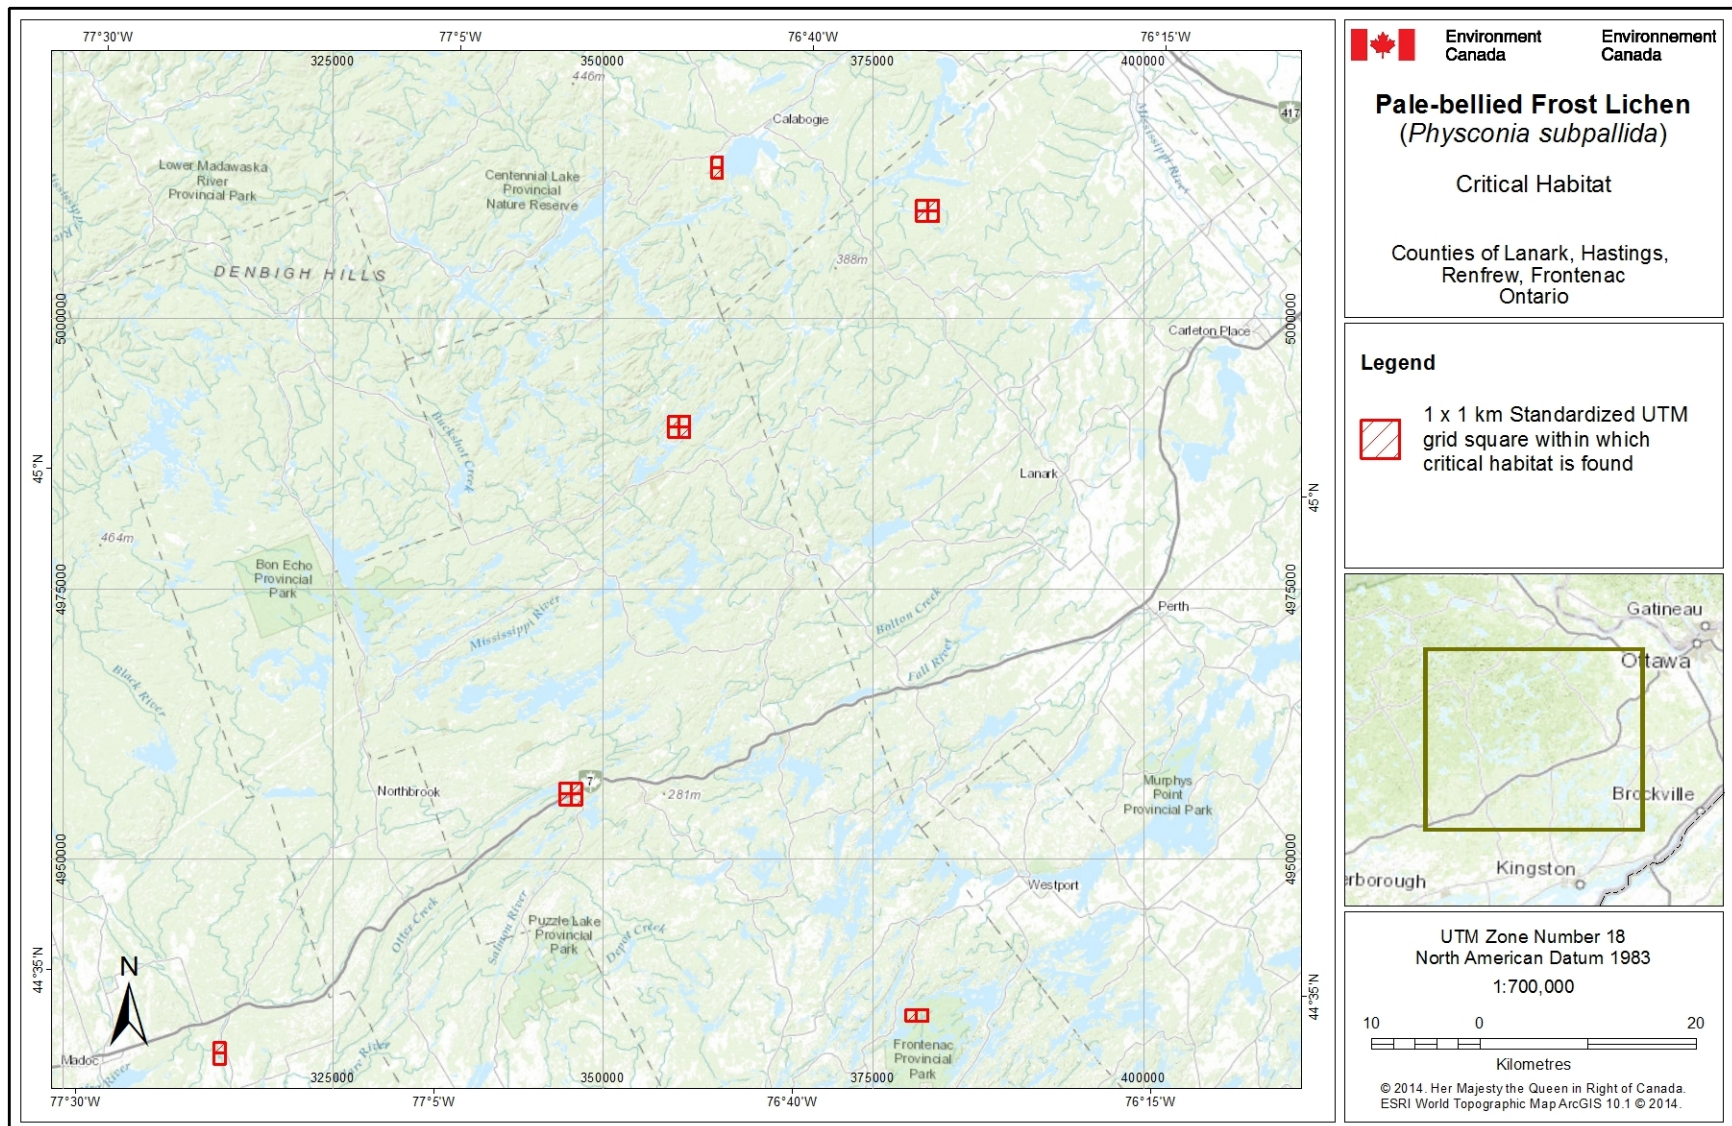 77°30'W
77°5'W
76°40'W
76°15'W
325000
350000
375000
400000
446m
417
Calabogie
Mississippi River
Lower Madawaska
River
Provincial Park
Centennial Lake
Provincial
Nature Reserve
DENBIGH HILLS
388m
5000000
5000000
Carleton Place
Buckshot Creek
45°N
45°N
Lanark
464m
Bon Echo
Provincial
Park
4975000
4975000
Mississippi River
Bolton Creek
Perth
Fall River
Black River
Northbrook
7
281m
Murphys
Point
Provincial Park
4950000
4950000
Westport
Otter Creek
Salmon River
Puzzle Lake
Provincial
Park
Depot Creek
44°35'N
44°35'N
N
Madoc
Frontenac
Provincial
Park
325000
350000
375000
400000
77°30'W
77°5'W
76°40'W
76°15'W
Environment
Canada
Environnement
Canada
Pale-bellied Frost Lichen
(Physconia subpallida)
Critical Habitat
Counties of Lanark, Hastings,
Renfrew, Frontenac
Ontario
Legend
1 x 1 km Standardized UTM
grid square within which
critical habitat is found
Gatineau
Ottawa
Brockville
Kingston
erborough
UTM Zone Number 18
North American Datum 1983
1:700,000
10 0 20
Kilometres
© 2014. Her Majesty the Queen in Right of Canada.
ESRI World Topographic Map ArcGIS 10.1 © 2014.